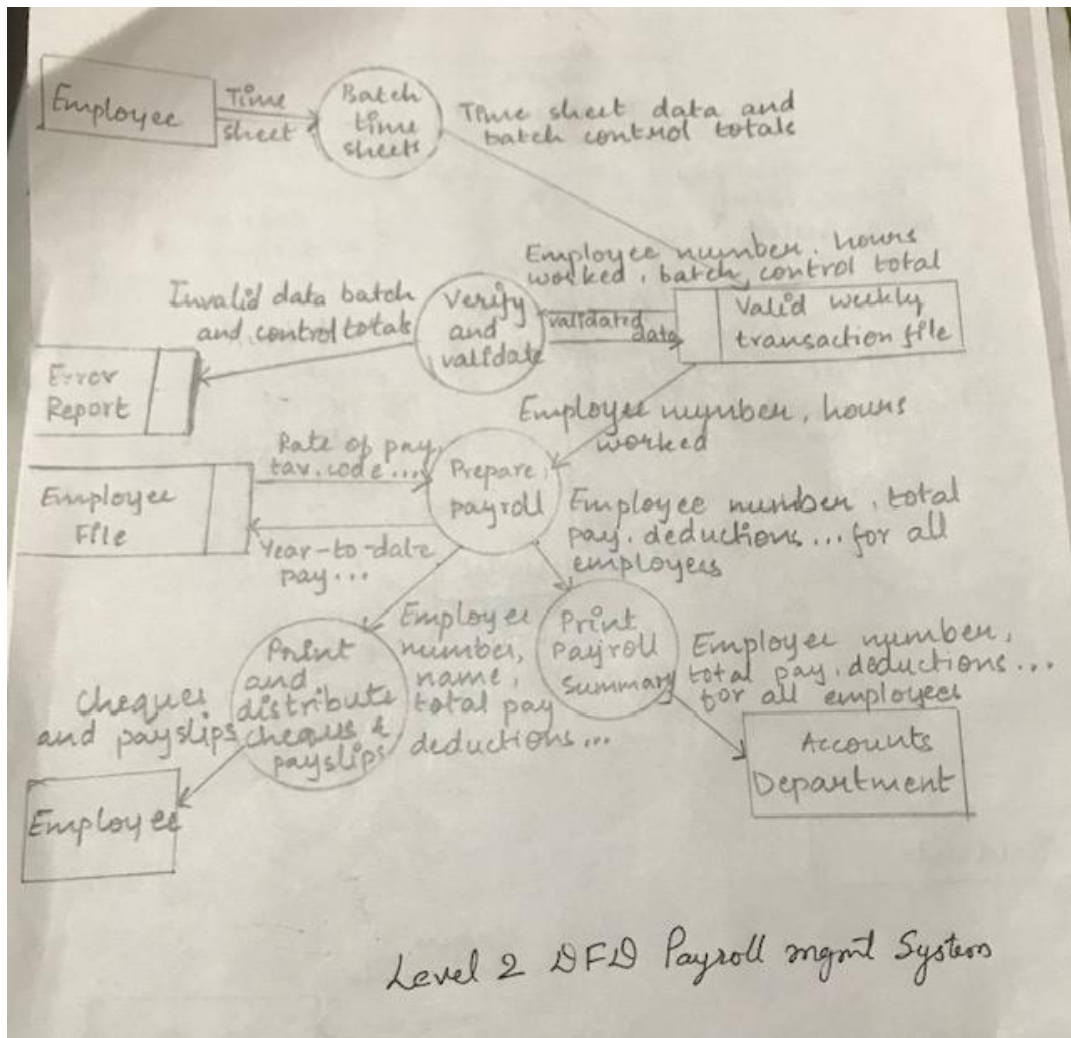 Employee
Time
sheet
Batch
time
sheets
Time sheet data and
batch control totals
Employee number, hours
worked, batch control total
Invalid data batch
and control totals
Verify
and
validate
validated
data
Valid weekly
transaction file
Error
Report
Employee number, hours
worked
Rate of pay,
tax.code....
Prepare
payroll
Employee
File
Year-to-date
pay...
Employee number, total
pay, deductions... for all
employees
Employee
number,
name,
total pay
deductions...
Print
Payroll
Summary
Employee number,
total pay, deductions...
for all employees
Print
and
distribute
cheques &
payslips
Cheques
and payslips
Accounts
Department
Employee
Level 2 DFD Payroll mgmt System